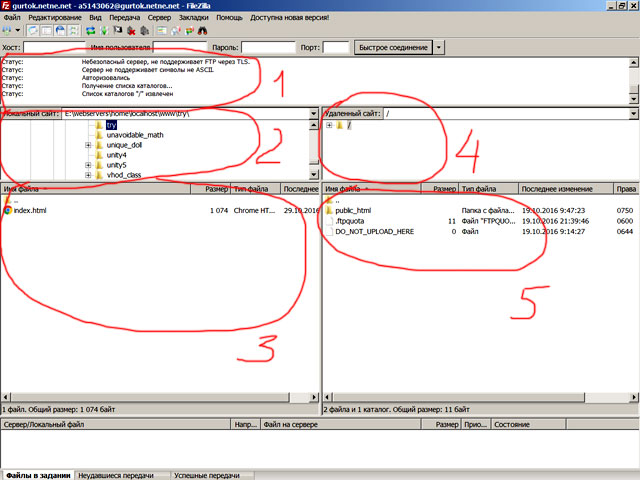 gurtok.netne.net - a5143062@gurtok.netne.net - FileZilla
Файл Редактирование Вид Передача Сервер Закладки Помощь Доступна новая версия!
Хост: Имя пользователя Пароль: Порт: Быстрое соединение
Статус: Небезопасный сервер, не поддерживает FTP через TLS.
Статус: Сервер не поддерживает символы не ASCII.
Статус: Авторизовались
Статус: Получение списка каталогов...
Статус: Список каталогов "/" извлечен
1
Локальный сайт: E:\webservers\home\localhost\www\try\
try
unavoidable_math
unique_doll
unity4
unity5
vhod_class
2
Удаленный сайт: /
/
4
Имя файла Размер Тип файла Последнее
..
index.html 1 074 Chrome HT... 29.10.2016
3
1 файл. Общий размер: 1 074 байт
Имя файла Размер Тип файла Последнее изменение Права
..
public_html Папка с файла... 19.10.2016 9:47:23 0750
.ftpquota 11 Файл "FTPQUO... 19.10.2016 21:39:46 0600
DO_NOT_UPLOAD_HERE 0 Файл 19.10.2016 9:14:27 0644
5
2 файла и 1 каталог. Общий размер: 11 байт
Сервер/Локальный файл Напр... Файл на сервере Размер Прио... Состояние
Файлы в задании Неудавшиеся передачи Успешные передачи